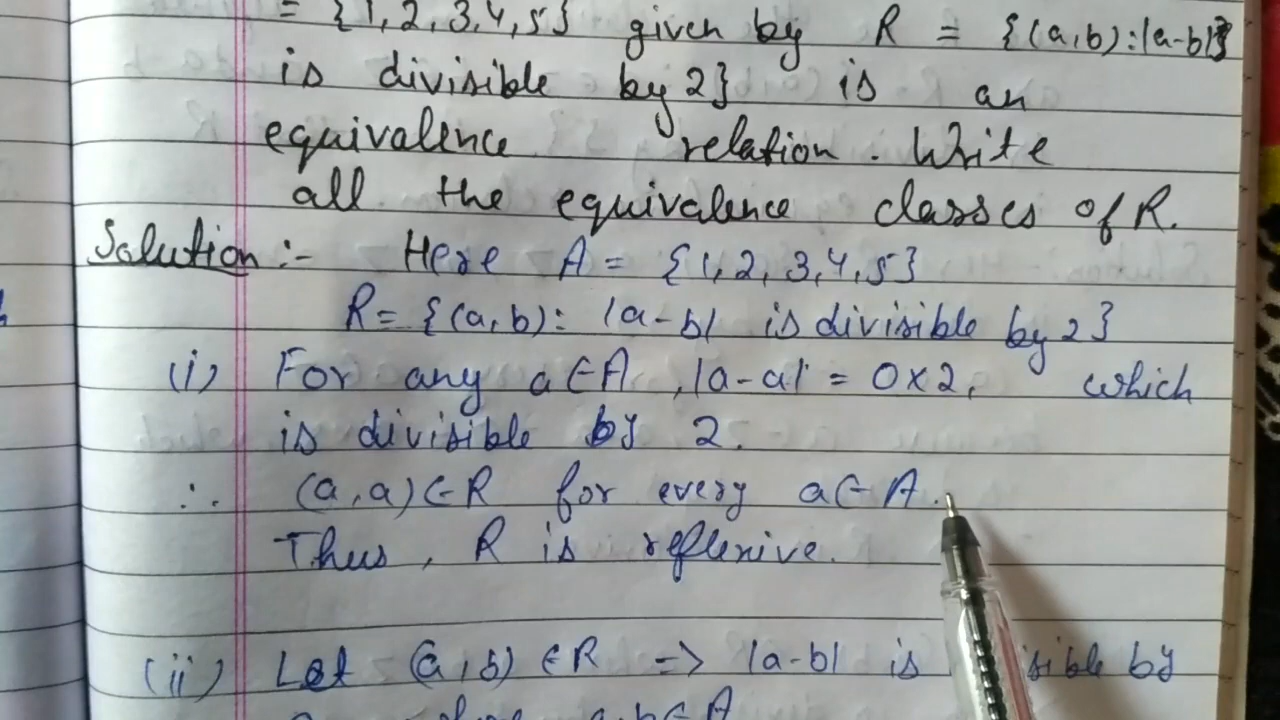 = {1,2,3,4,5} given by R = {(a,b):|a-b|
is divisible by 2} is an
equivalence relation. Write
all the equivalence classes of R.
Solution:- Here A = {1,2,3,4,5}
R= {(a,b): |a-b| is divisible by 2}
(i) For any a∈A, |a-a| = 0×2, which
is divisible by 2.
∴ (a,a)∈R for every a∈A.
Thus, R is reflexive.
(ii) Let (a,b) ∈R => |a-b| is sible by
a,b∈A